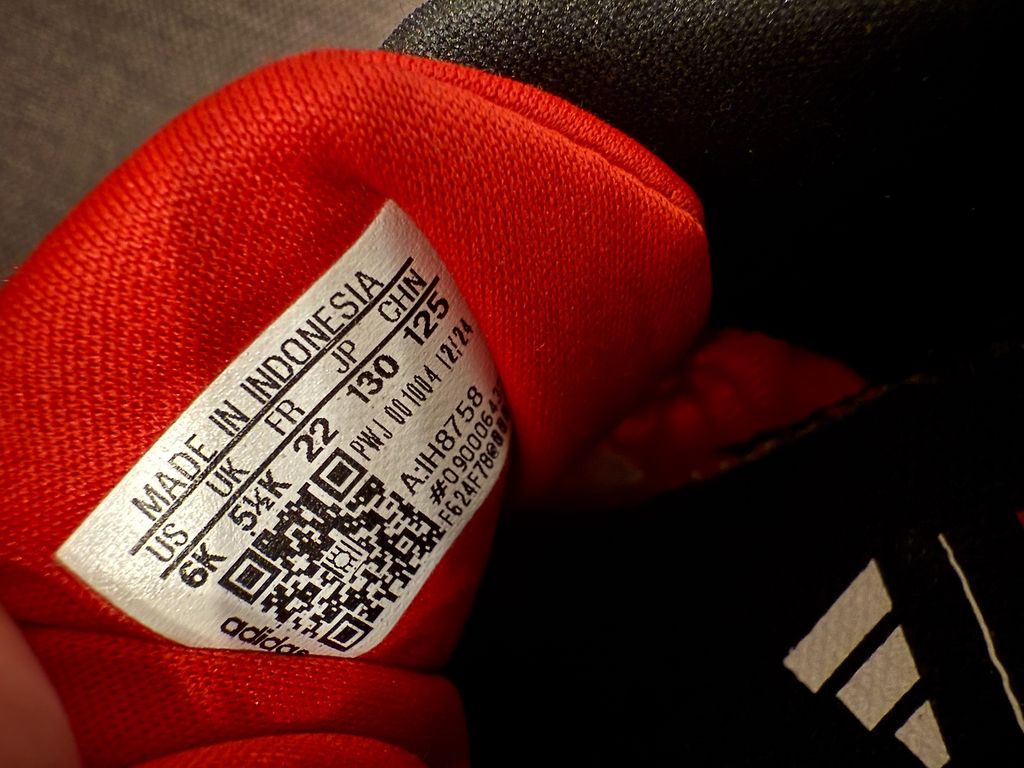 MADE IN INDONESIA
US UK FR JP CHN
6K 5½K 22 130 125
PWJ 001004 12/24
A:IH8758
adidas